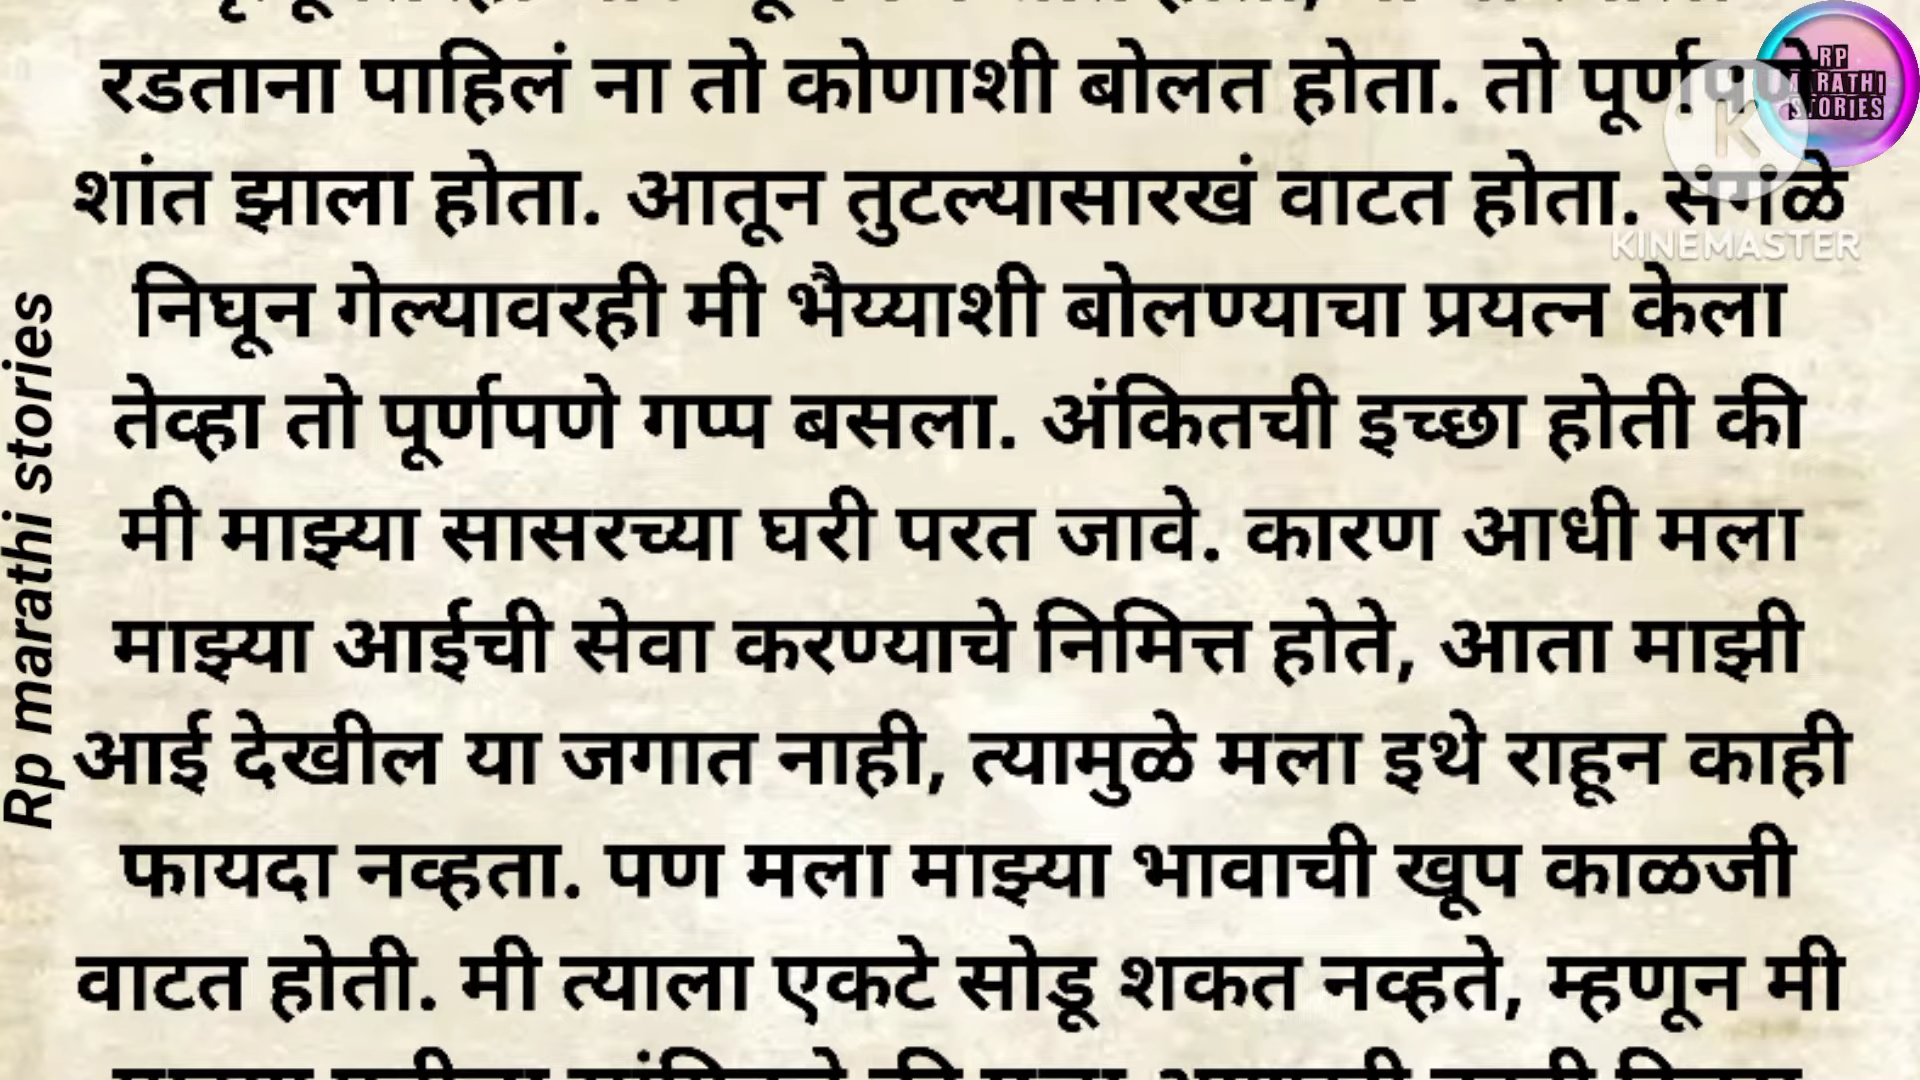 रडताना पाहिलं ना तो कोणाशी बोलत होता. तो पूर्णपणे
शांत झाला होता. आतून तुटल्यासारखं वाटत होता. सगळे
निघून गेल्यावरही मी भैय्याशी बोलण्याचा प्रयत्न केला
तेव्हा तो पूर्णपणे गप्प बसला. अंकितची इच्छा होती की
मी माझ्या सासरच्या घरी परत जावे. कारण आधी मला
माझ्या आईची सेवा करण्याचे निमित्त होते, आता माझी
आई देखील या जगात नाही, त्यामुळे मला इथे राहून काही
फायदा नव्हता. पण मला माझ्या भावाची खूप काळजी
वाटत होती. मी त्याला एकटे सोडू शकत नव्हते, म्हणून मी
Rp marathi stories
RP
MARATHI
STORIES
K
KINEMASTER